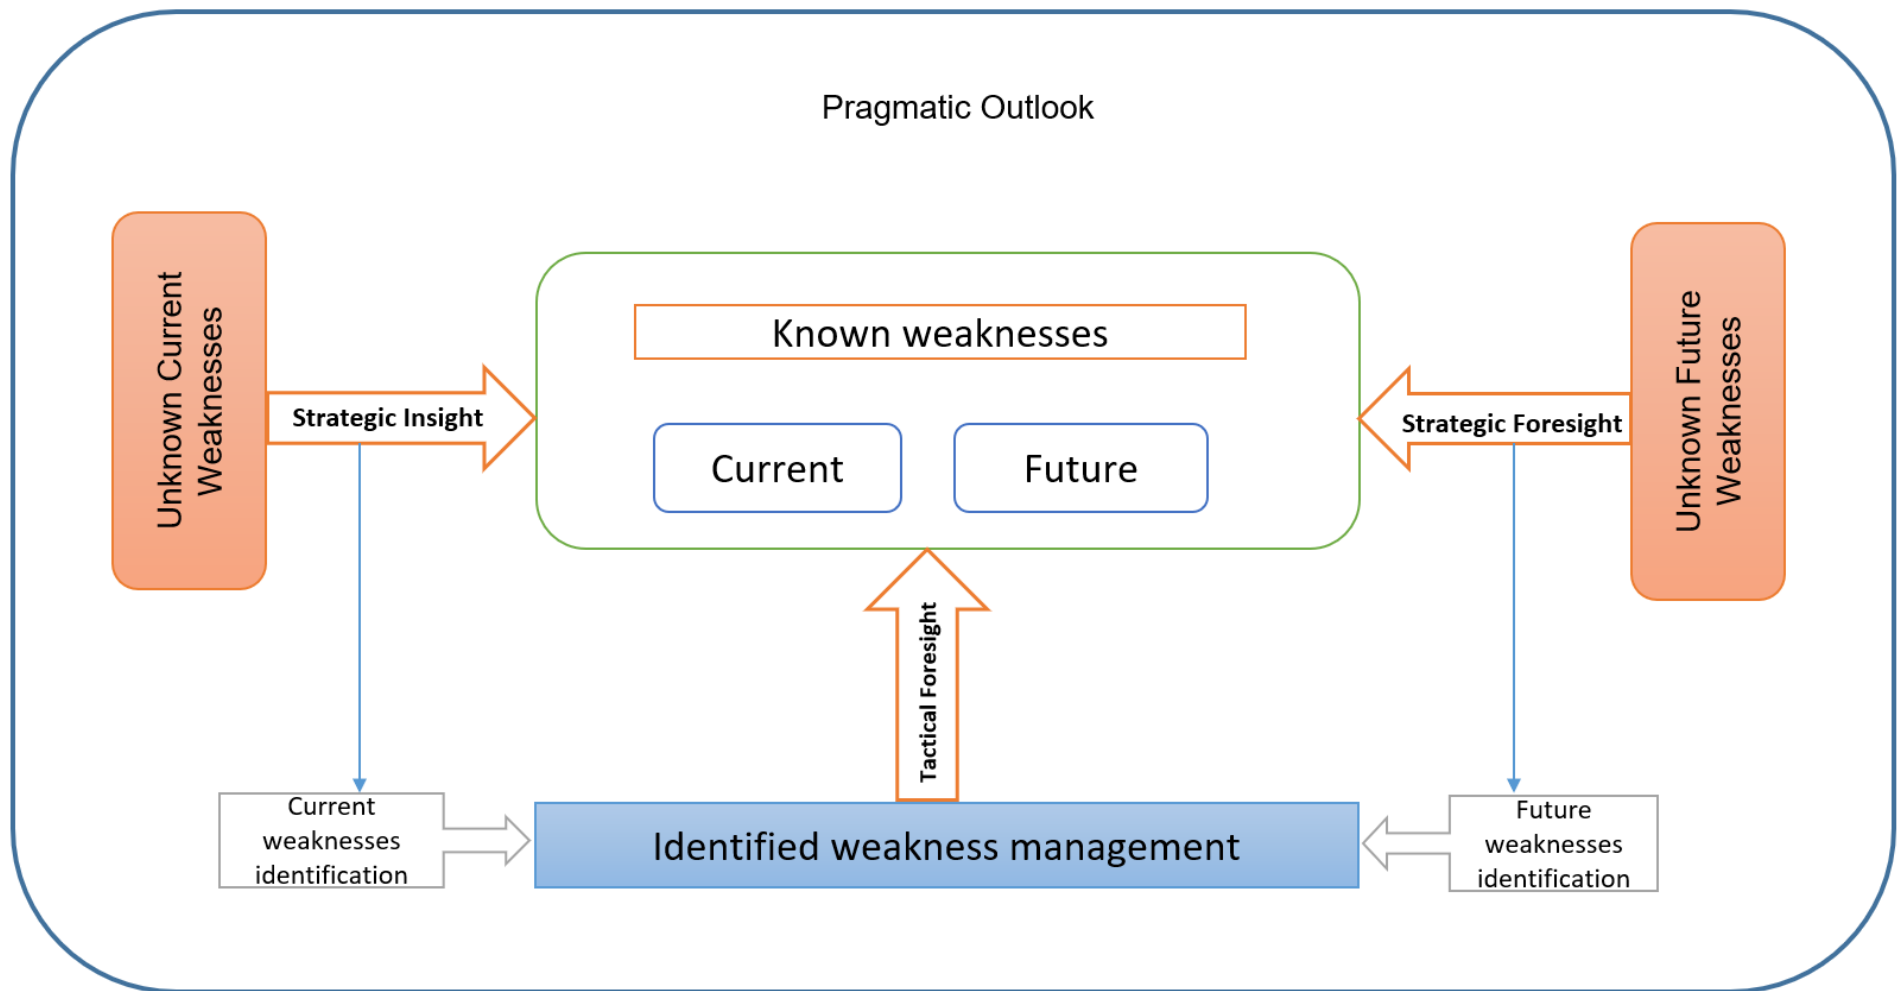 Pragmatic Outlook
Unknown Current
Weaknesses
Strategic Insight
Known weaknesses
Current
Future
Strategic Foresight
Unknown Future
Weaknesses
Tactical Foresight
Current
weaknesses
identification
Identified weakness management
Future
weaknesses
identification